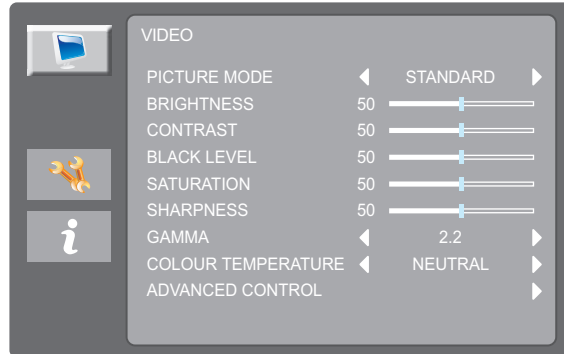 VIDEO
PICTURE MODE STANDARD
BRIGHTNESS 50
CONTRAST 50
BLACK LEVEL 50
SATURATION 50
SHARPNESS 50
GAMMA 2.2
COLOUR TEMPERATURE NEUTRAL
ADVANCED CONTROL
i